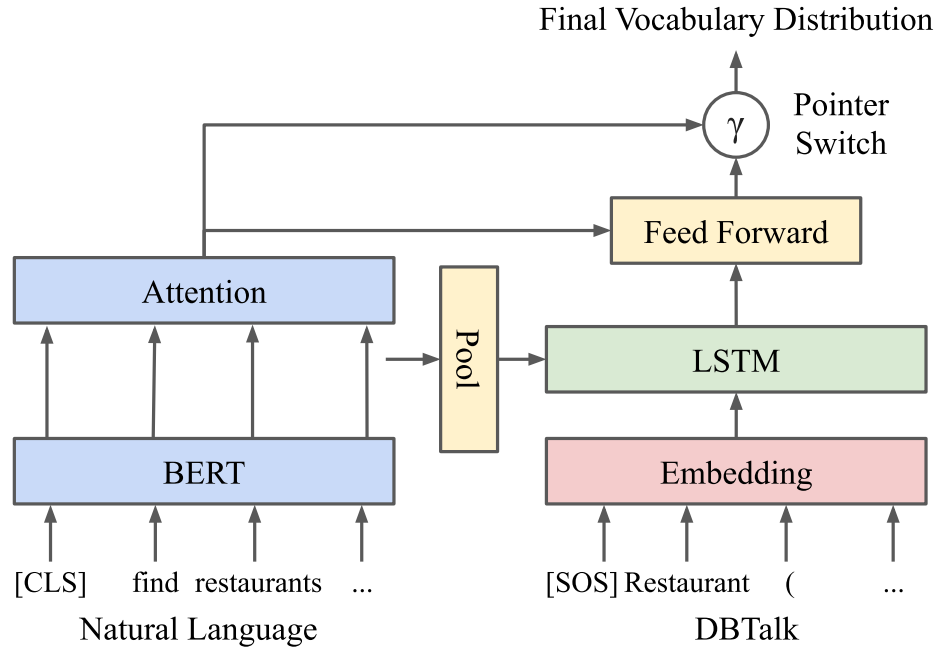 Final Vocabulary Distribution
γ
Pointer
Switch
Feed Forward
Attention
Pool
LSTM
BERT
Embedding
[CLS] find restaurants ...
[SOS] Restaurant ( ...
Natural Language
DBTalk